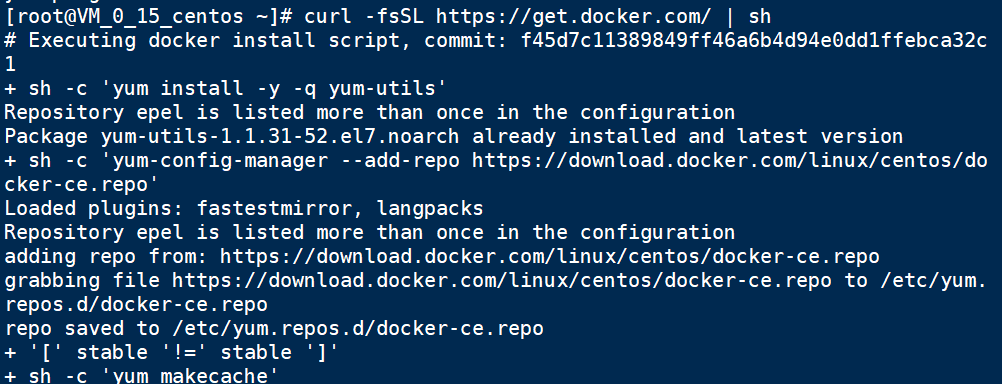 [root@VM_0_15_centos ~]# curl -fsSL https://get.docker.com/ | sh
# Executing docker install script, commit: f45d7c11389849ff46a6b4d94e0dd1ffebca32c
1
+ sh -c 'yum install -y -q yum-utils'
Repository epel is listed more than once in the configuration
Package yum-utils-1.1.31-52.el7.noarch already installed and latest version
+ sh -c 'yum-config-manager --add-repo https://download.docker.com/linux/centos/do
cker-ce.repo'
Loaded plugins: fastestmirror, langpacks
Repository epel is listed more than once in the configuration
adding repo from: https://download.docker.com/linux/centos/docker-ce.repo
grabbing file https://download.docker.com/linux/centos/docker-ce.repo to /etc/yum.
repos.d/docker-ce.repo
repo saved to /etc/yum.repos.d/docker-ce.repo
+ '[' stable '!=' stable ']'
+ sh -c 'yum makecache'